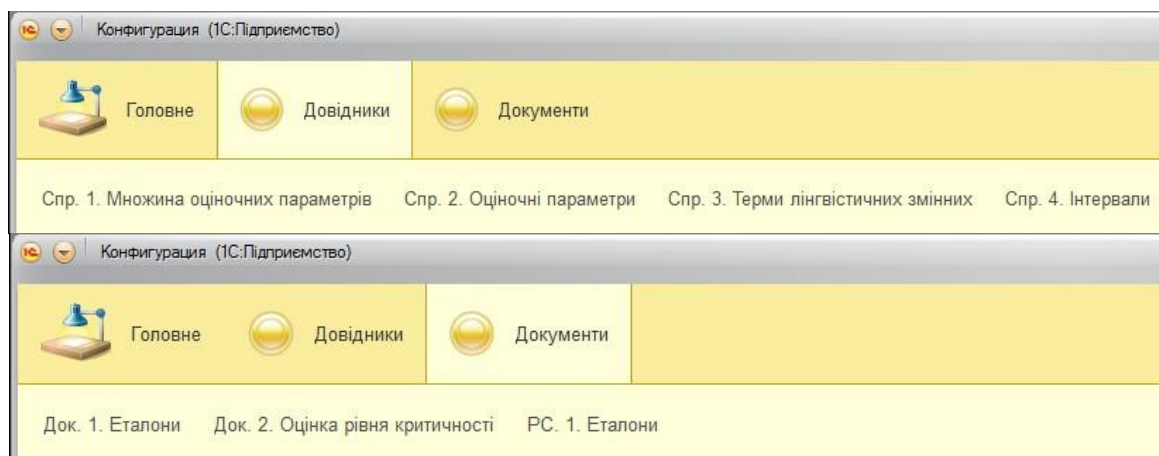 1С Конфигурация (1С:Підприємство)
Головне Довідники Документи
Спр. 1. Множина оціночних параметрів Спр. 2. Оціночні параметри Спр. 3. Терми лінгвістичних змінних Спр. 4. Інтервали
1С Конфигурация (1С:Підприємство)
Головне Довідники Документи
Док. 1. Еталони Док. 2. Оцінка рівня критичності РС. 1. Еталони